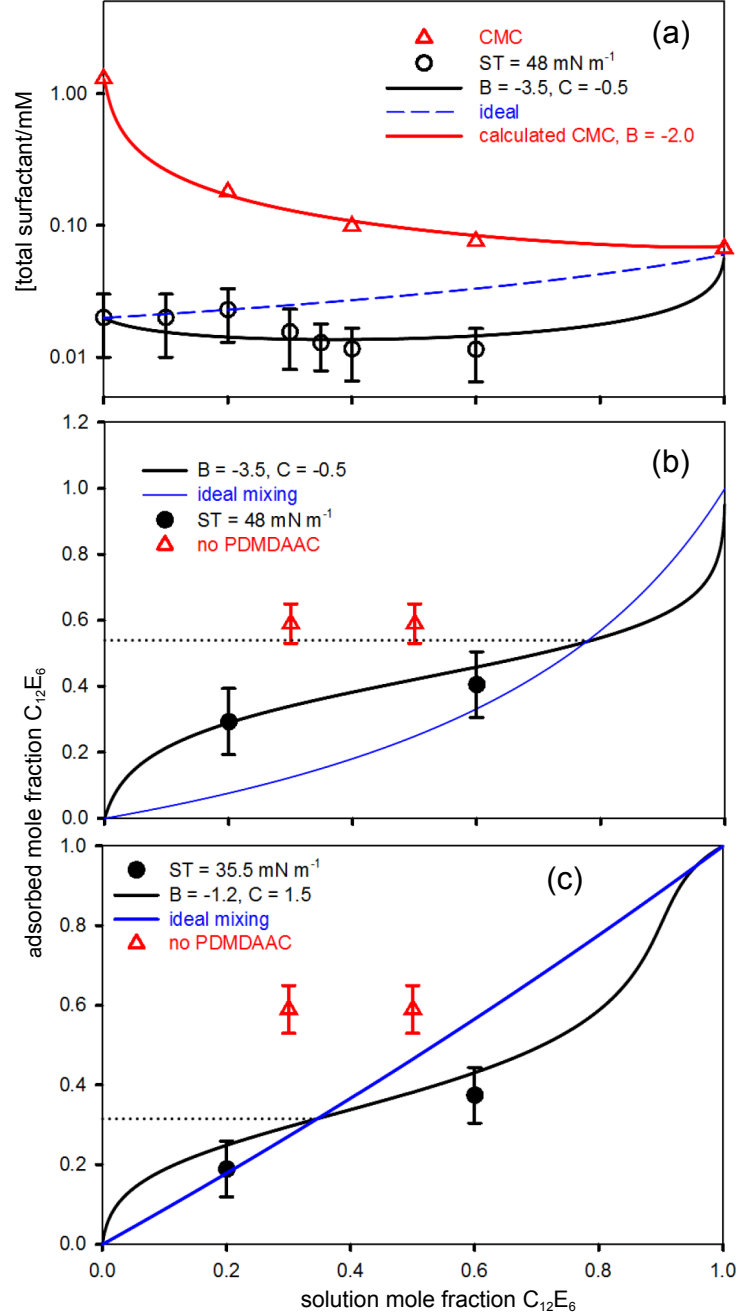 (a)
CMC
ST = 48 mN m⁻¹
B = -3.5, C = -0.5
ideal
calculated CMC, B = -2.0
[total surfactant/mM
1.00
0.10
0.01
(b)
B = -3.5, C = -0.5
ideal mixing
ST = 48 mN m⁻¹
no PDMDAAC
1.2
1.0
0.8
0.6
0.4
0.2
0.0
adsorbed mole fraction C₁₂E₆
(c)
ST = 35.5 mN m⁻¹
B = -1.2, C = 1.5
ideal mixing
no PDMDAAC
1.0
0.8
0.6
0.4
0.2
0.0
0.0 0.2 0.4 0.6 0.8 1.0
solution mole fraction C₁₂E₆